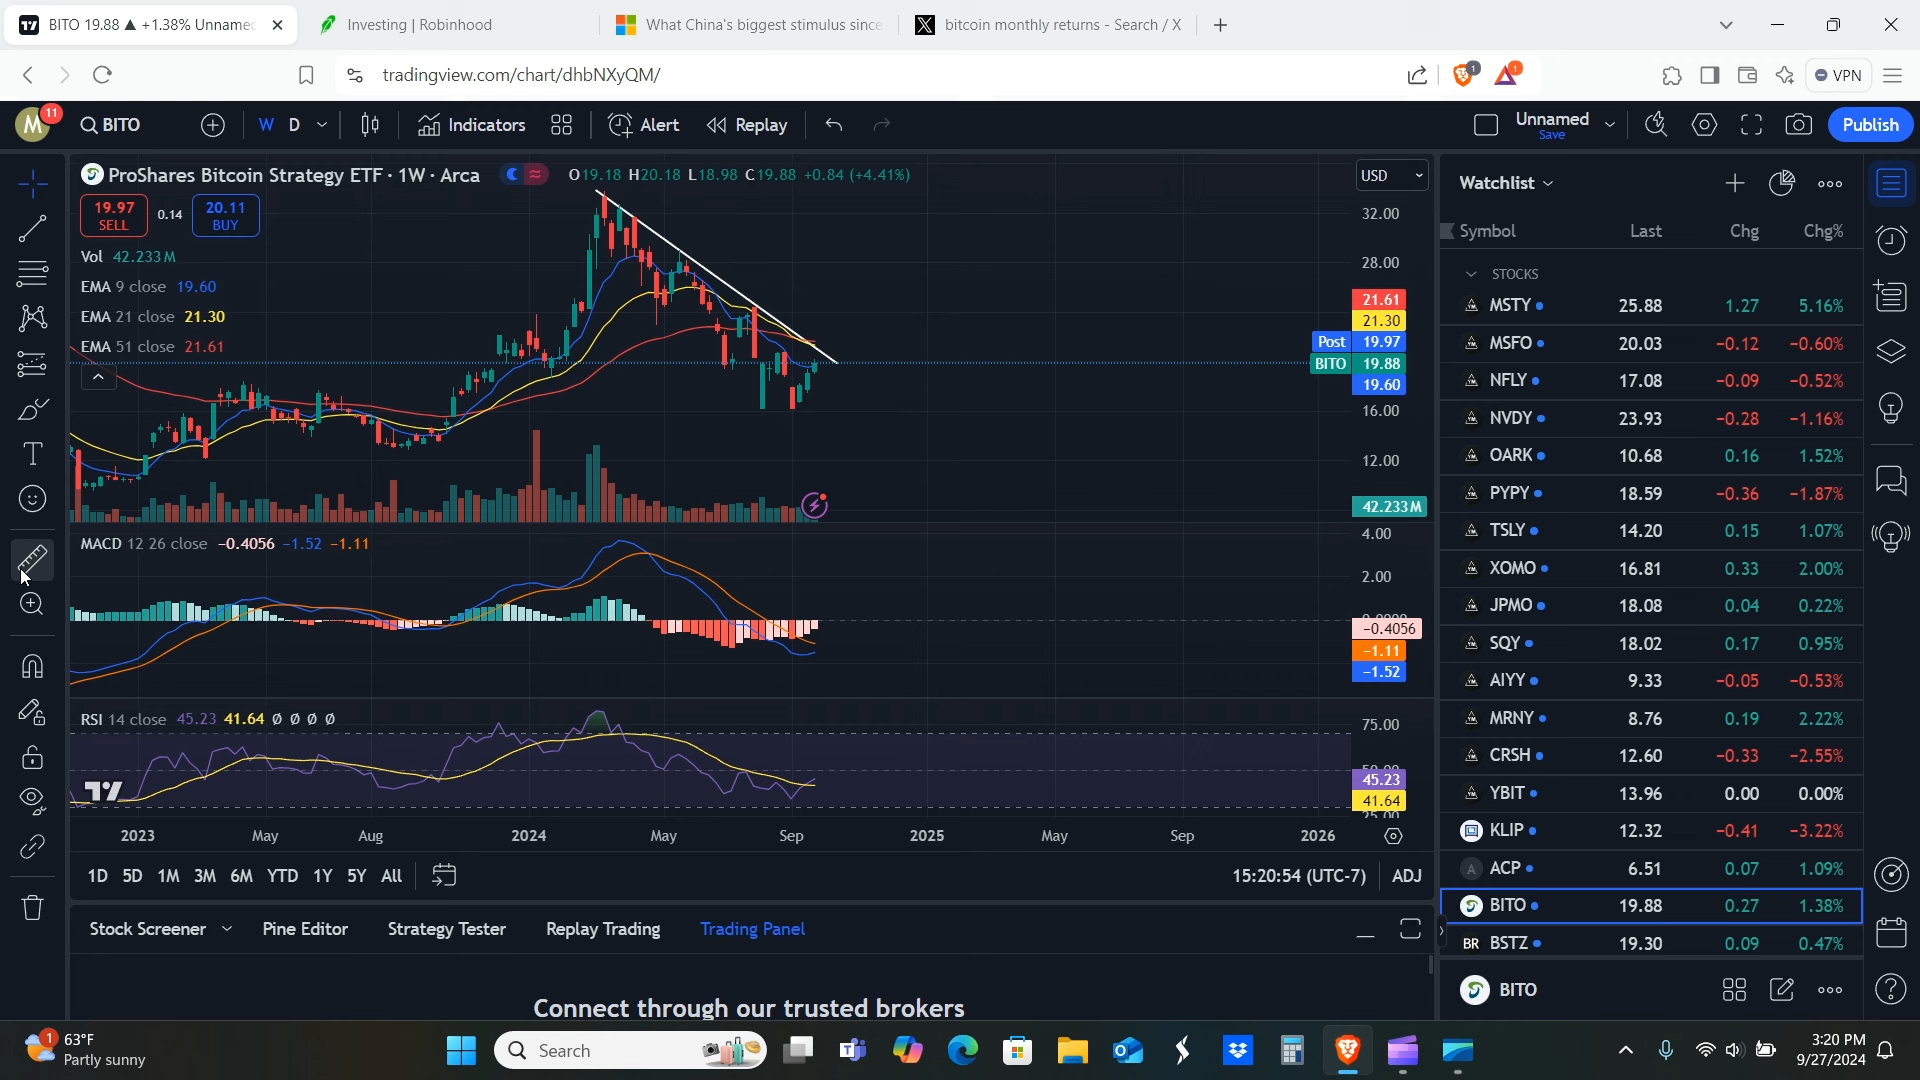 BITO 19.88 ▲ +1.38% Unname
Investing | Robinhood
What China's biggest stimulus since
bitcoin monthly returns - Search / X
tradingview.com/chart/dhbNXyQM/
1
1
VPN
M
11
BITO
W D
Indicators
Alert
Replay
Unnamed
Save
Publish
ProShares Bitcoin Strategy ETF · 1W · Arca
O19.18 H20.18 L18.98 C19.88 +0.84 (+4.41%)
19.97
SELL
0.14
20.11
BUY
Vol 42.233M
EMA 9 close 19.60
EMA 21 close 21.30
EMA 51 close 21.61
USD
32.00
28.00
21.61
21.30
Post 19.97
BITO 19.88
19.60
16.00
12.00
42.233M
MACD 12 26 close -0.4056 -1.52 -1.11
4.00
2.00
-0.4056
-1.11
-1.52
RSI 14 close 45.23 41.64 Ø Ø Ø Ø
75.00
45.23
41.64
2023 May Aug 2024 May Sep 2025 May Sep 2026
1D 5D 1M 3M 6M YTD 1Y 5Y All
15:20:54 (UTC-7) ADJ
Stock Screener Pine Editor Strategy Tester Replay Trading Trading Panel
Connect through our trusted brokers
Watchlist
Symbol Last Chg Chg%
STOCKS
MSTY 25.88 1.27 5.16%
MSFO 20.03 -0.12 -0.60%
NFLY 17.08 -0.09 -0.52%
NVDY 23.93 -0.28 -1.16%
OARK 10.68 0.16 1.52%
PYPY 18.59 -0.36 -1.87%
TSLY 14.20 0.15 1.07%
XOMO 16.81 0.33 2.00%
JPMO 18.08 0.04 0.22%
SQY 18.02 0.17 0.95%
AIYY 9.33 -0.05 -0.53%
MRNY 8.76 0.19 2.22%
CRSH 12.60 -0.33 -2.55%
YBIT 13.96 0.00 0.00%
KLIP 12.32 -0.41 -3.22%
A ACP 6.51 0.07 1.09%
BITO 19.88 0.27 1.38%
BR BSTZ 19.30 0.09 0.47%
BITO
1
63°F
Partly sunny
Search
3:20 PM
9/27/2024